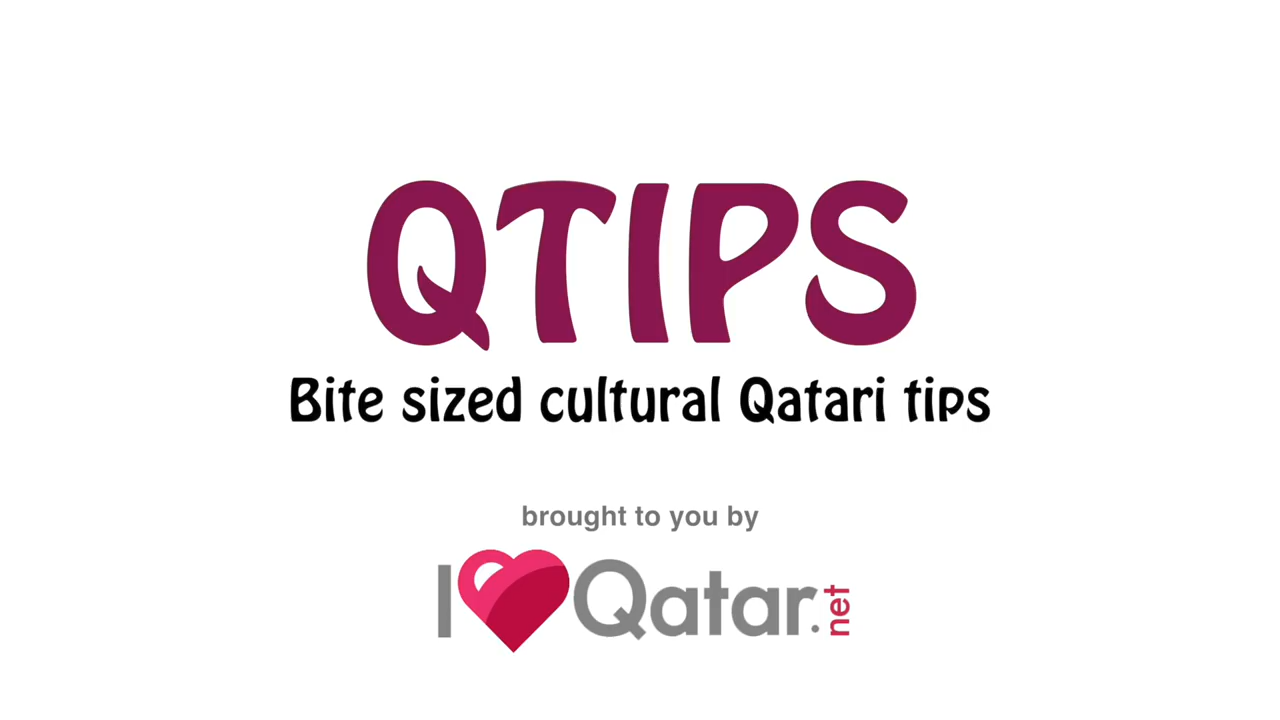 QTIPS
Bite sized cultural Qatari tips
brought to you by
I Qatar.net